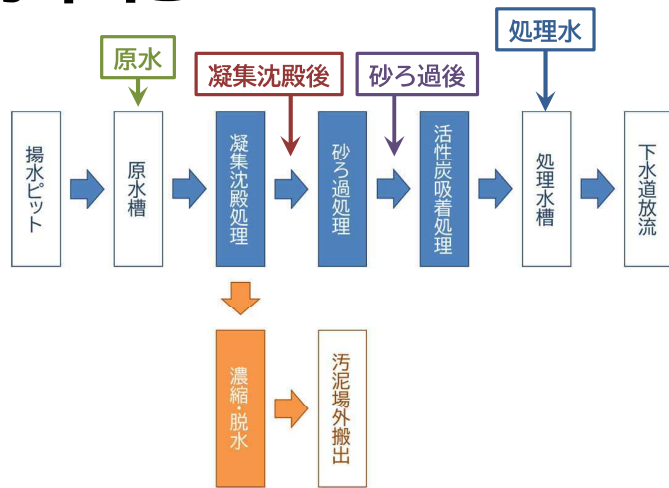 原水
凝集沈殿後
砂ろ過後
処理水
揚水ピット
原水槽
凝集沈殿処理
砂ろ過処理
活性炭吸着処理
処理水槽
下水道放流
濃縮・脱水
汚泥場外搬出